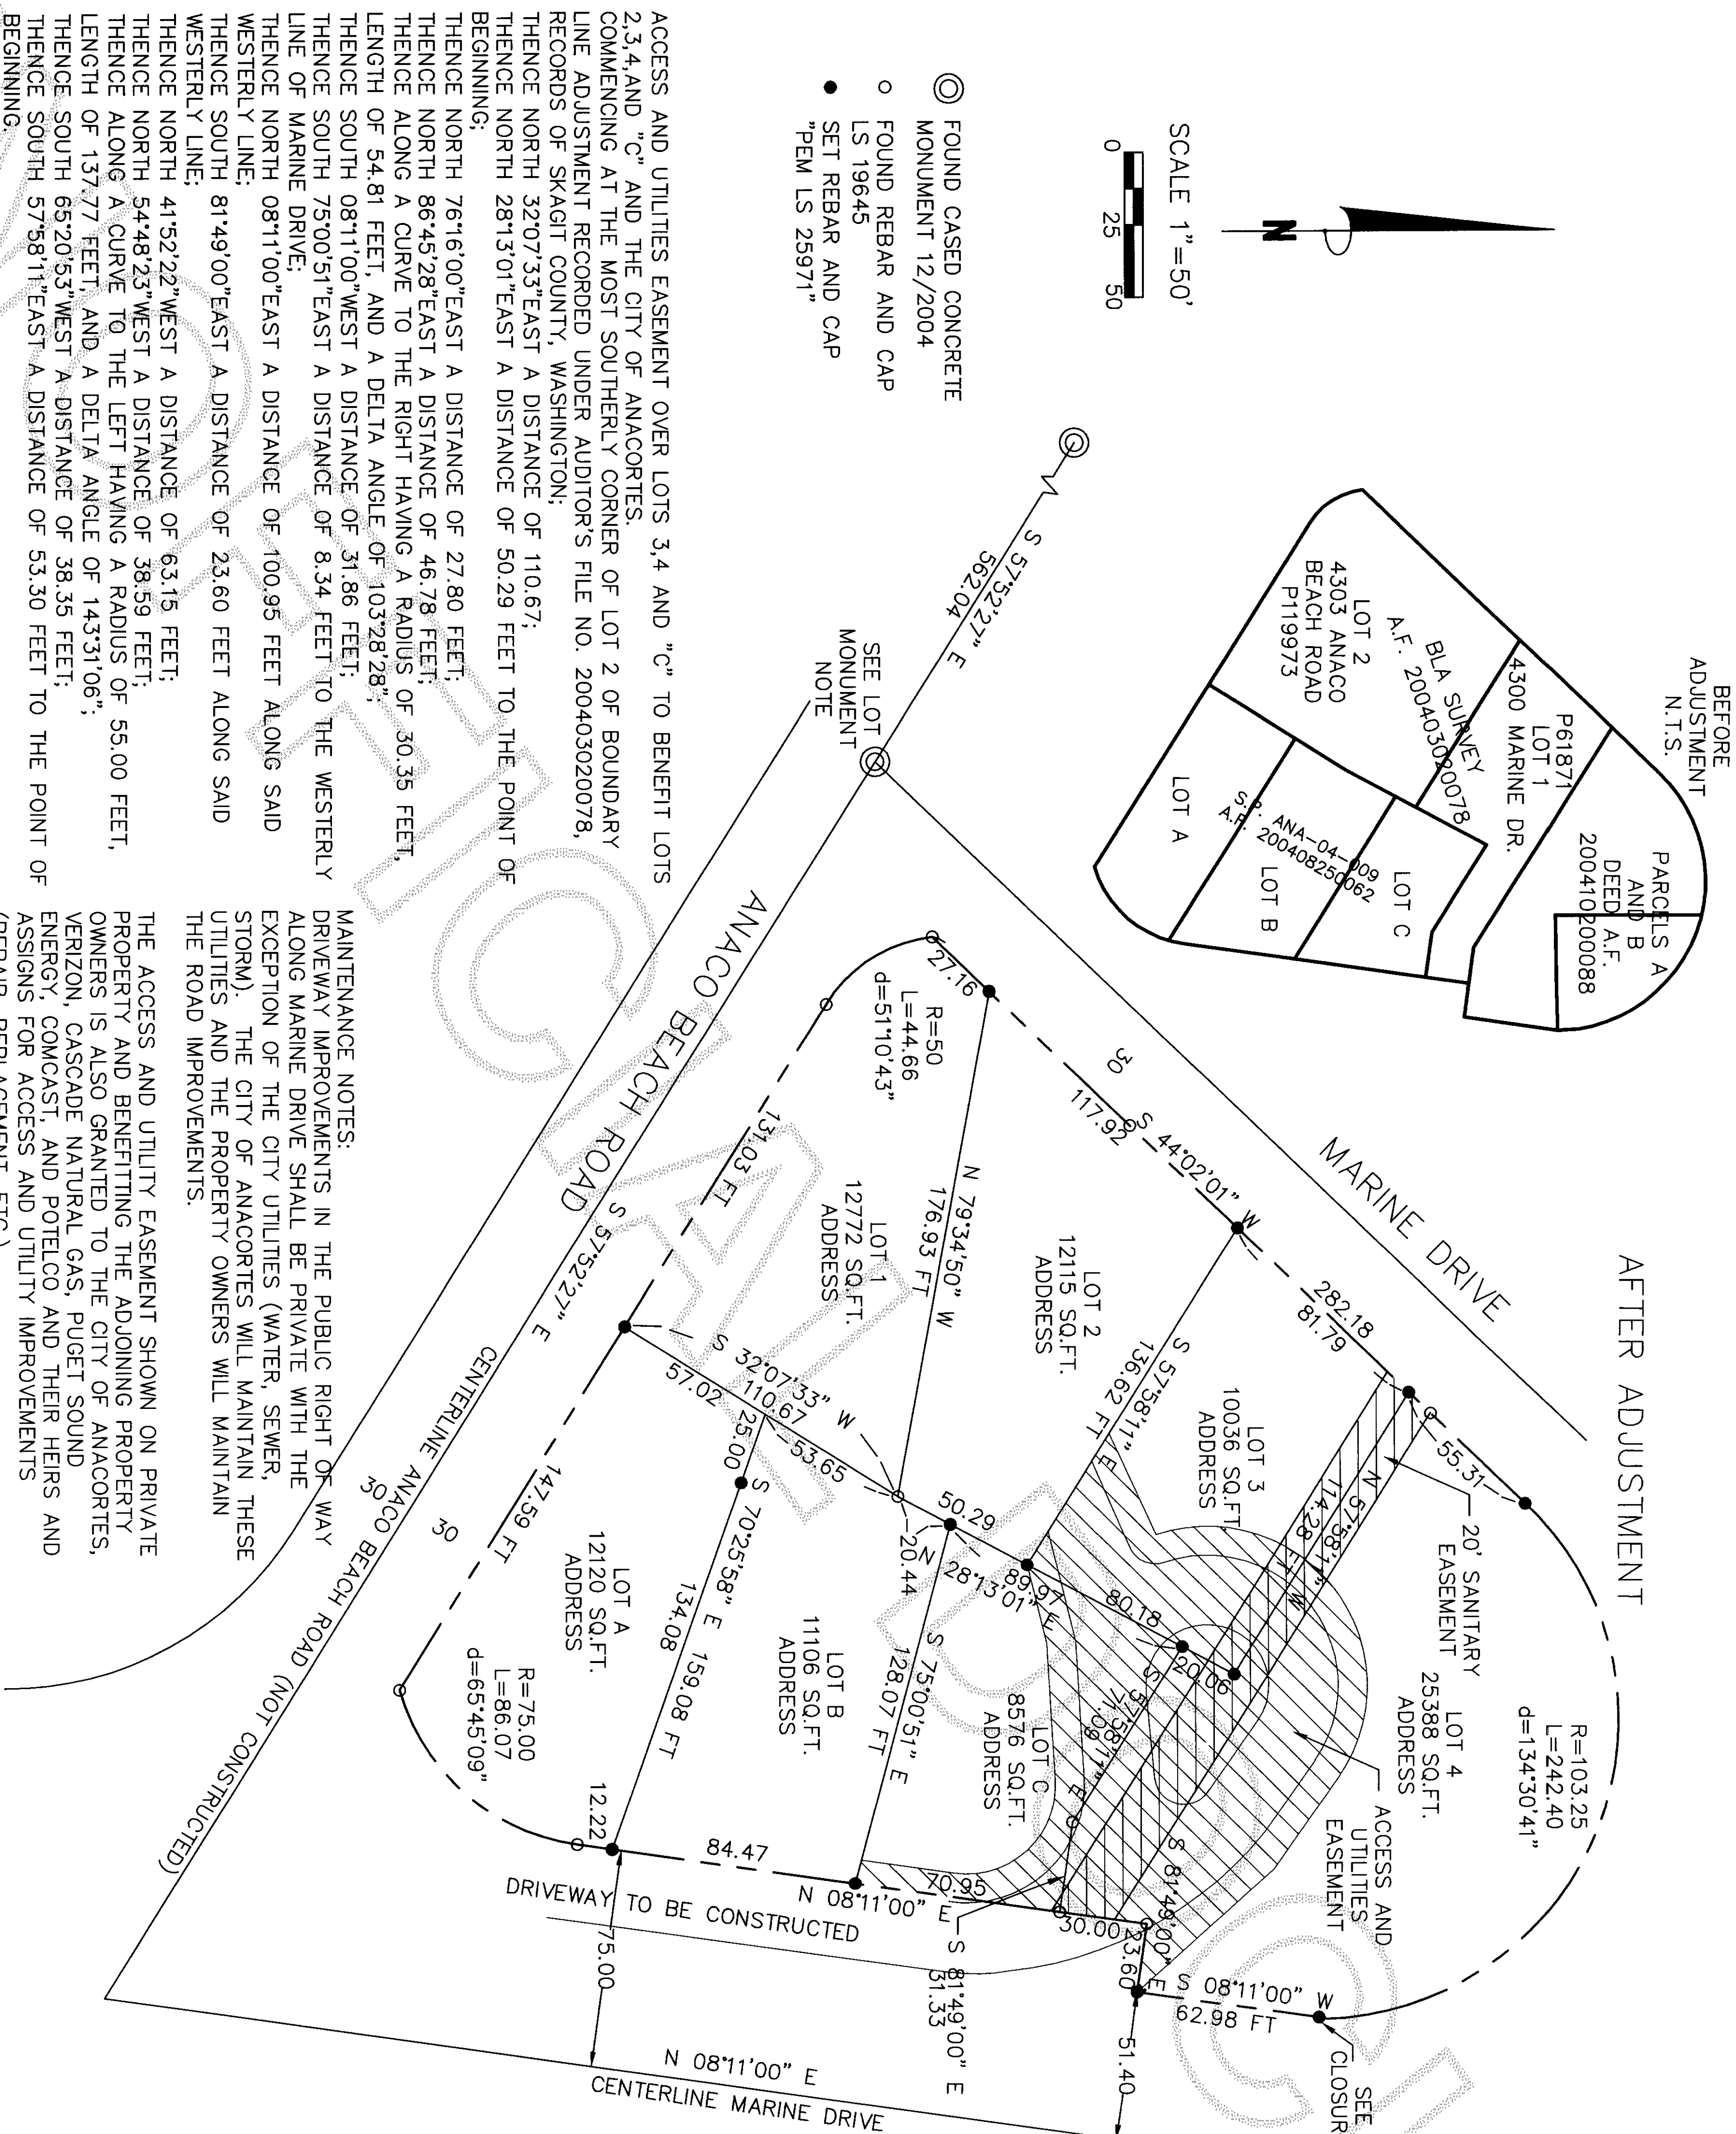 BEFORE
ADJUSTMENT
N.T.S.
PARCELS A
AND B
DEED A.F.
200410200088
P61871
LOT 1
4300 MARINE DR.
BLA SURVEY
A.F. 200403020078
LOT 2
4303 ANACO
BEACH ROAD
P119973
LOT C
S.P. ANA-04-009
A.F. 200408250062
LOT B
LOT A
N
SCALE 1"=50'
0 25 50
FOUND CASED CONCRETE
MONUMENT 12/2004
FOUND REBAR AND CAP
LS 19645
SET REBAR AND CAP
"PEM LS 25971"
AFTER ADJUSTMENT
MARINE DRIVE
S 57°52'27" E
562.04
SEE LOT
MONUMENT
NOTE
30
27.16
R=50
L=44.66
d=51°10'43"
117.92
S 44°02'01" W
282.18
81.79
55.31
R=103.25
L=242.40
d=134°30'41"
N 79°34'50" W
176.93 FT
LOT 1
12772 SQ.FT.
ADDRESS
131.03 FT
LOT 2
12115 SQ.FT.
ADDRESS
S 57°58'11" E
136.62 FT
LOT 3
10036 SQ.FT.
ADDRESS
20' SANITARY
EASEMENT
N 57°58'11" W
114.28 FT
LOT 4
25388 SQ.FT.
ADDRESS
ACCESS AND
UTILITIES
EASEMENT
S 32°07'33" W
110.67
57.02
53.65
25.00
50.29
20.44
N 28°13'01" E
89.97
80.18
20.06
S 57°58'11" E
71.09
S 70°25'58" E 159.08 FT
134.08
S 75°00'51" E
128.07 FT
LOT A
12120 SQ.FT.
ADDRESS
LOT B
11106 SQ.FT.
ADDRESS
LOT C
8576 SQ.FT.
ADDRESS
147.59 FT
R=75.00
L=86.07
d=65°45'09"
12.22
84.47
N 08°11'00" E
70.95
30.00
S 81°49'00" E
23.60
S 81°49'00" E
31.33
S 08°11'00" W
62.98 FT
SEE
CLOSUR
51.40
75.00
DRIVEWAY TO BE CONSTRUCTED
N 08°11'00" E
CENTERLINE MARINE DRIVE
ANACO BEACH ROAD
S 57°52'27" E
CENTERLINE ANACO BEACH ROAD (NOT CONSTRUCTED)
30
30
ACCESS AND UTILITIES EASEMENT OVER LOTS 3,4 AND "C" TO BENEFIT LOTS
2,3,4,AND "C" AND THE CITY OF ANACORTES.
COMMENCING AT THE MOST SOUTHERLY CORNER OF LOT 2 OF BOUNDARY
LINE ADJUSTMENT RECORDED UNDER AUDITOR'S FILE NO. 200403020078,
RECORDS OF SKAGIT COUNTY, WASHINGTON;
THENCE NORTH 32°07'33"EAST A DISTANCE OF 110.67;
THENCE NORTH 28°13'01"EAST A DISTANCE OF 50.29 FEET TO THE POINT OF
BEGINNING;
THENCE NORTH 76°16'00"EAST A DISTANCE OF 27.80 FEET;
THENCE NORTH 86°45'28"EAST A DISTANCE OF 46.78 FEET;
THENCE ALONG A CURVE TO THE RIGHT HAVING A RADIUS OF 30.35 FEET,
LENGTH OF 54.81 FEET, AND A DELTA ANGLE OF 103°28'28";
THENCE SOUTH 08°11'00"WEST A DISTANCE OF 31.86 FEET;
THENCE SOUTH 75°00'51"EAST A DISTANCE OF 8.34 FEET TO THE WESTERLY
LINE OF MARINE DRIVE;
THENCE NORTH 08°11'00"EAST A DISTANCE OF 100.95 FEET ALONG SAID
WESTERLY LINE;
THENCE SOUTH 81°49'00"EAST A DISTANCE OF 23.60 FEET ALONG SAID
WESTERLY LINE;
THENCE NORTH 41°52'22"WEST A DISTANCE OF 63.15 FEET;
THENCE NORTH 54°48'23"WEST A DISTANCE OF 38.59 FEET;
THENCE ALONG A CURVE TO THE LEFT HAVING A RADIUS OF 55.00 FEET,
LENGTH OF 137.77 FEET, AND A DELTA ANGLE OF 143°31'06";
THENCE SOUTH 65°20'53"WEST A DISTANCE OF 38.35 FEET;
THENCE SOUTH 57°58'11"EAST A DISTANCE OF 53.30 FEET TO THE POINT OF
BEGINNING.
MAINTENANCE NOTES:
DRIVEWAY IMPROVEMENTS IN THE PUBLIC RIGHT OF WAY
ALONG MARINE DRIVE SHALL BE PRIVATE WITH THE
EXCEPTION OF THE CITY UTILITIES (WATER, SEWER,
STORM). THE CITY OF ANACORTES WILL MAINTAIN THESE
UTILITIES AND THE PROPERTY OWNERS WILL MAINTAIN
THE ROAD IMPROVEMENTS.
THE ACCESS AND UTILITY EASEMENT SHOWN ON PRIVATE
PROPERTY AND BENEFITTING THE ADJOINING PROPERTY
OWNERS IS ALSO GRANTED TO THE CITY OF ANACORTES,
VERIZON, CASCADE NATURAL GAS, PUGET SOUND
ENERGY, COMCAST, AND POTELCO AND THEIR HEIRS AND
ASSIGNS FOR ACCESS AND UTILITY IMPROVEMENTS
(REPAIR, REPLACEMENT, ETC.)